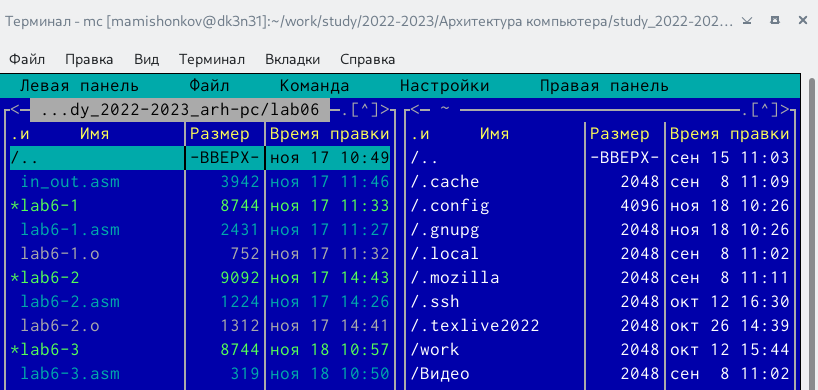 Терминал - mc [mamishonkov@dk3n31]:~/work/study/2022-2023/Архитектура компьютера/study_2022-202...
Файл Правка Вид Терминал Вкладки Справка
Левая панель Файл Команда Настройки Правая панель
<— ...dy_2022-2023_arh-pc/lab06 —.[^]> <— ~ —.[^]>
.и Имя Размер Время правки .и Имя Размер Время правки
/.. -ВВЕРХ- ноя 17 10:49 /.. -ВВЕРХ- сен 15 11:03
in_out.asm 3942 ноя 17 11:46 /.cache 2048 сен 8 11:09
*lab6-1 8744 ноя 17 11:33 /.config 4096 ноя 18 10:26
lab6-1.asm 2431 ноя 17 11:27 /.gnupg 2048 ноя 18 10:26
lab6-1.o 752 ноя 17 11:32 /.local 2048 сен 8 11:02
*lab6-2 9092 ноя 17 14:43 /.mozilla 2048 сен 8 11:11
lab6-2.asm 1224 ноя 17 14:26 /.ssh 2048 окт 12 16:30
lab6-2.o 1312 ноя 17 14:41 /.texlive2022 2048 окт 26 14:39
*lab6-3 8744 ноя 18 10:57 /work 2048 окт 12 15:44
lab6-3.asm 319 ноя 18 10:50 /Видео 2048 сен 8 11:02